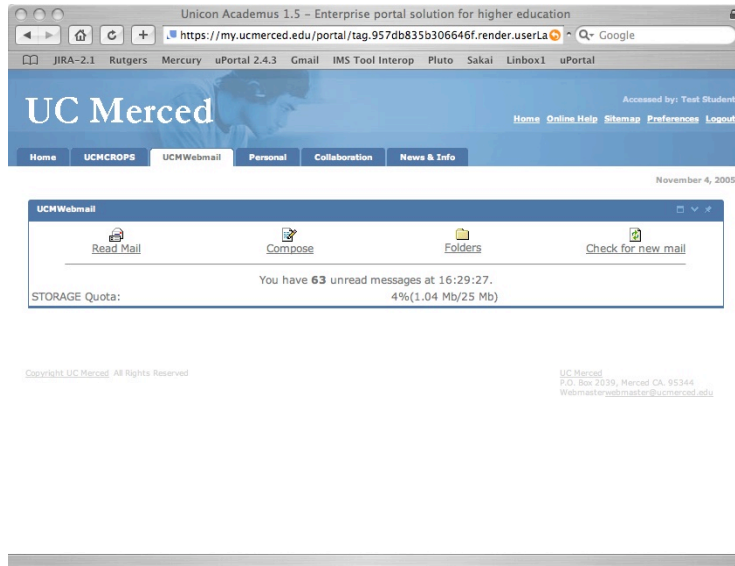 Unicon Academus 1.5 – Enterprise portal solution for higher education
https://my.ucmerced.edu/portal/tag.957db835b306646f.render.userLa Google
JIRA-2.1 Rutgers Mercury uPortal 2.4.3 Gmail IMS Tool Interop Pluto Sakai Linbox1 uPortal
UC Merced
Accessed by: Test Student
Home Online Help Sitemap Preferences Logout
Home UCMCROPS UCMWebmail Personal Collaboration News & Info
November 4, 2005
UCMWebmail
Read Mail Compose Folders Check for new mail
You have 63 unread messages at 16:29:27.
STORAGE Quota: 4%(1.04 Mb/25 Mb)
Copyright UC Merced All Rights Reserved
UC Merced
P.O. Box 2039, Merced CA. 95344
Webmasterwebmaster@ucmerced.edu